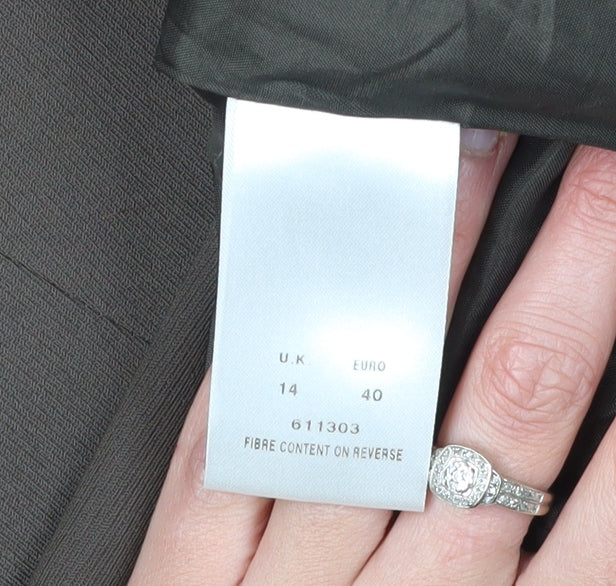 U.K. EURO
14 40
611303
FIBRE CONTENT ON REVERSE